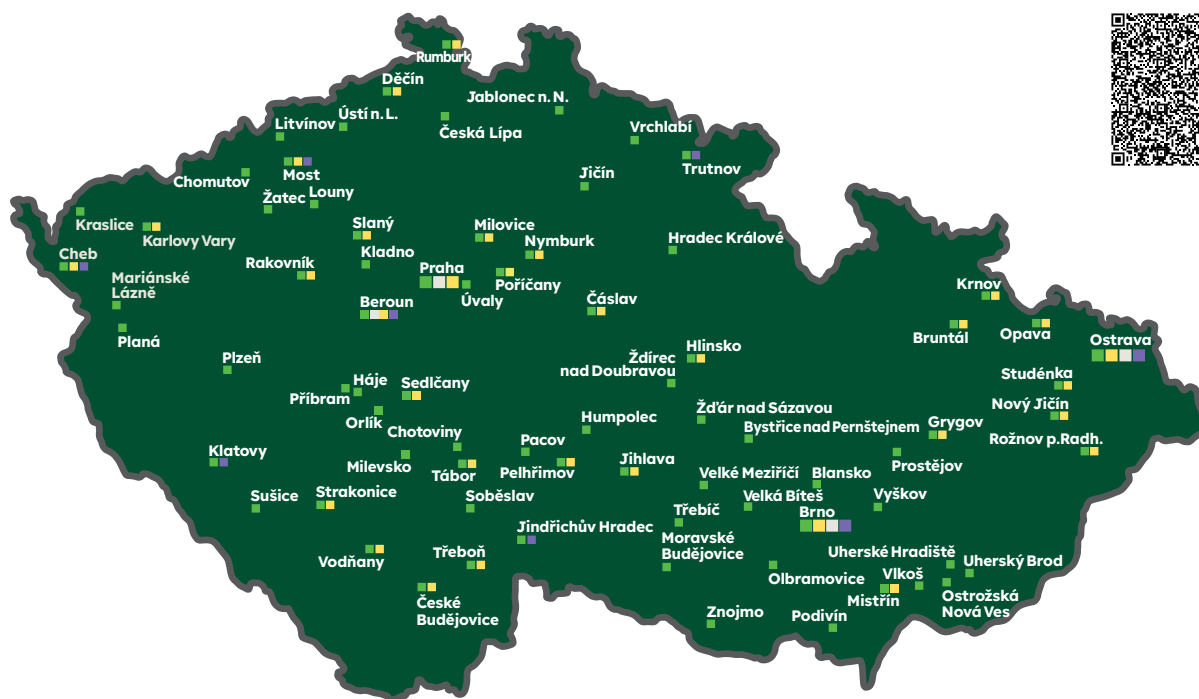 Rumburk
Děčín
Jablonec n. N.
Ústí n. L.
Litvínov
Česká Lípa
Vrchlabí
Most
Trutnov
Chomutov
Jičín
Žatec
Louny
Kraslice
Karlovy Vary
Slaný
Milovice
Nymburk
Hradec Králové
Cheb
Kladno
Rakovník
Praha
Poříčany
Mariánské
Lázně
Úvaly
Krnov
Beroun
Čáslav
Planá
Bruntál
Opava
Ostrava
Plzeň
Hlinsko
Ždírec
nad Doubravou
Studénka
Háje
Sedlčany
Příbram
Orlík
Humpolec
Žďár nad Sázavou
Nový Jičín
Bystřice nad Pernštejnem
Grygov
Rožnov p.Radh.
Chotoviny
Klatovy
Milevsko
Pacov
Tábor
Pelhřimov
Jihlava
Velké Meziříčí
Blansko
Prostějov
Sušice
Strakonice
Soběslav
Velká Bíteš
Vyškov
Třebíč
Brno
Jindřichův Hradec
Moravské
Budějovice
Vodňany
Třeboň
Uherské Hradiště
Uherský Brod
Olbramovice
Vlkoš
Mistřín
České
Budějovice
Ostrožská
Nová Ves
Znojmo
Podivín